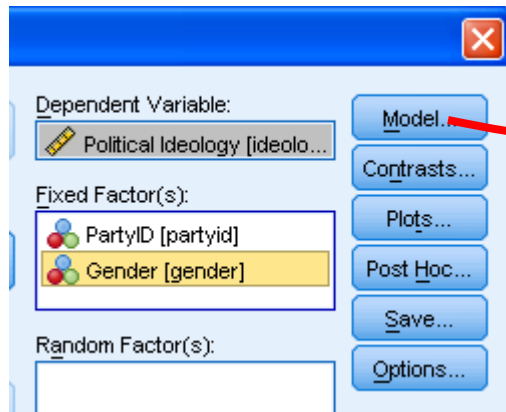 Dependent Variable:
Political Ideology [ideolo...
Fixed Factor(s):
PartyID [partyid]
Gender [gender]
Random Factor(s):
Model...
Contrasts...
Plots...
Post Hoc...
Save...
Options...